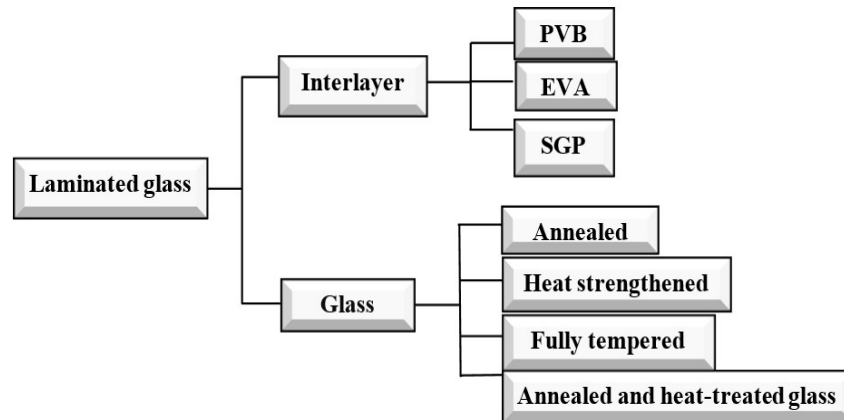 PVB
Interlayer
EVA
SGP
Laminated glass
Annealed
Heat strengthened
Glass
Fully tempered
Annealed and heat-treated glass